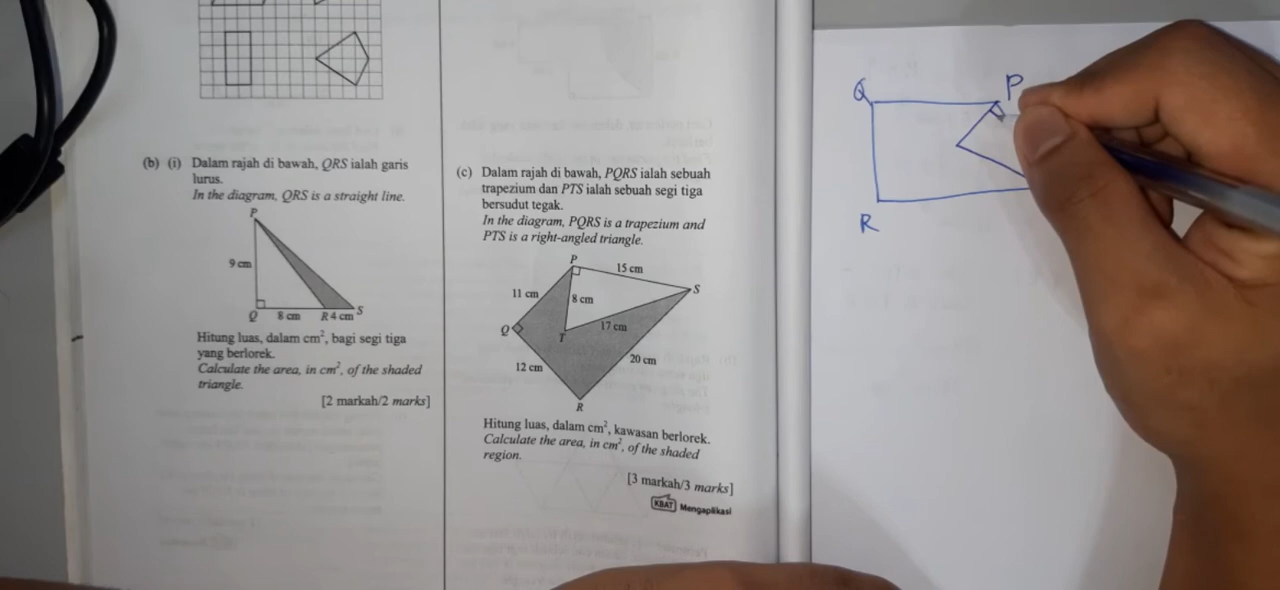 (b) (i) Dalam rajah di bawah, QRS ialah garis
lurus.
In the diagram, QRS is a straight line.
P
9 cm
Q 8 cm R 4 cm S
Hitung luas, dalam cm², bagi segi tiga
yang berlorek.
Calculate the area, in cm², of the shaded
triangle.
[2 markah/2 marks]
(c) Dalam rajah di bawah, PQRS ialah sebuah
trapezium dan PTS ialah sebuah segi tiga
bersudut tegak.
In the diagram, PQRS is a trapezium and
PTS is a right-angled triangle.
P
15 cm
S
11 cm
8 cm
Q
T
17 cm
12 cm
20 cm
R
Hitung luas, dalam cm², kawasan berlorek.
Calculate the area, in cm², of the shaded
region.
[3 markah/3 marks]
KBAT Mengaplikasi
Q P
R